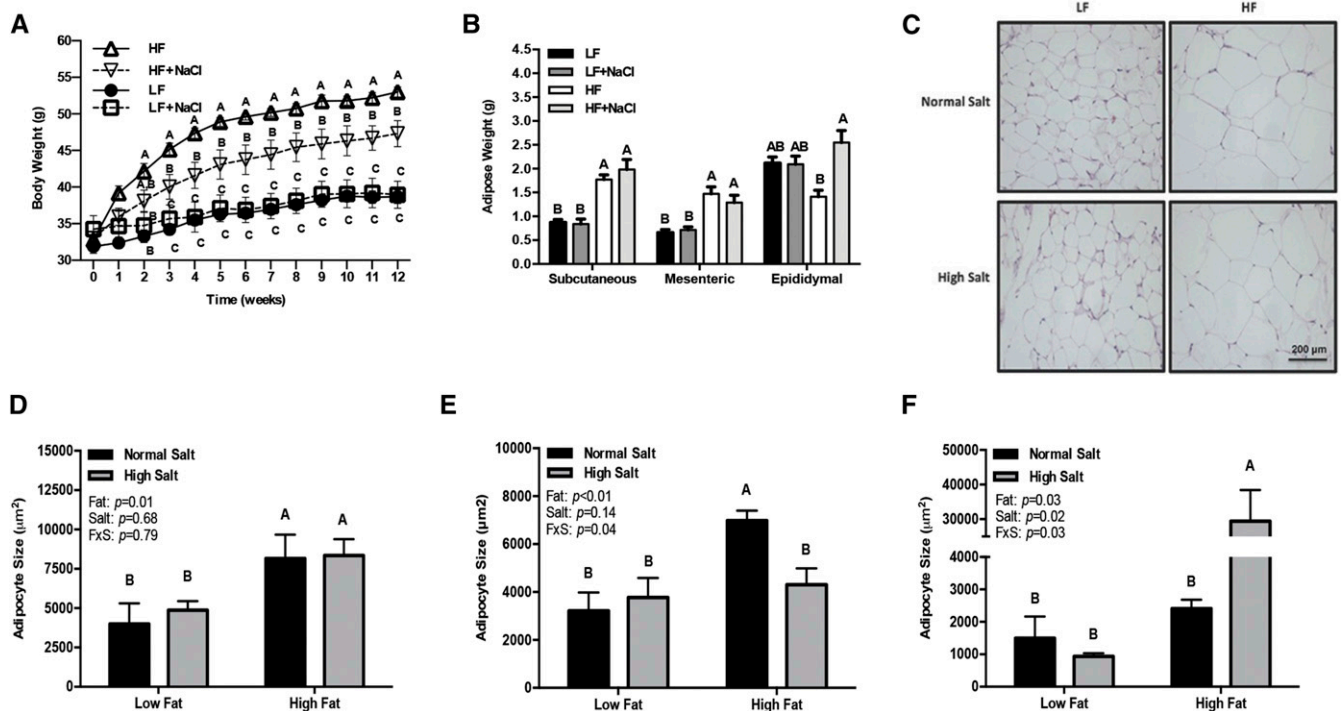 A
60
55
50
45
40
35
30
Body Weight (g)
HF
HF+NaCl
LF
LF+NaCl
A A A A A A A A A A A
A,B B B B B B B B B B B
B C C C C C C C C C C
B C C C C C C C C C C
0 1 2 3 4 5 6 7 8 9 10 11 12
Time (weeks)
B
4.5
4.0
3.5
3.0
2.5
2.0
1.5
1.0
0.5
0.0
Adipose Weight (g)
LF
LF+NaCl
HF
HF+NaCl
B B A A
B B A A
AB AB B A
Subcutaneous Mesenteric Epididymal
C
LF HF
Normal Salt
High Salt
200 µm
D
15000
12500
10000
7500
5000
2500
0
Adipocyte Size (µm²)
Normal Salt
High Salt
Fat: p=0.01
Salt: p=0.68
FxS: p=0.79
B B A A
Low Fat High Fat
E
10000
8000
6000
4000
2000
0
Adipocyte Size (µm2)
Normal Salt
High Salt
Fat: p<0.01
Salt: p=0.14
FxS: p=0.04
B B A B
Low Fat High Fat
F
50000
40000
30000
4000
3000
2000
1000
0
Adipocyte Size (µm²)
Normal Salt
High Salt
Fat: p=0.03
Salt: p=0.02
FxS: p=0.03
B B B A
Low Fat High Fat